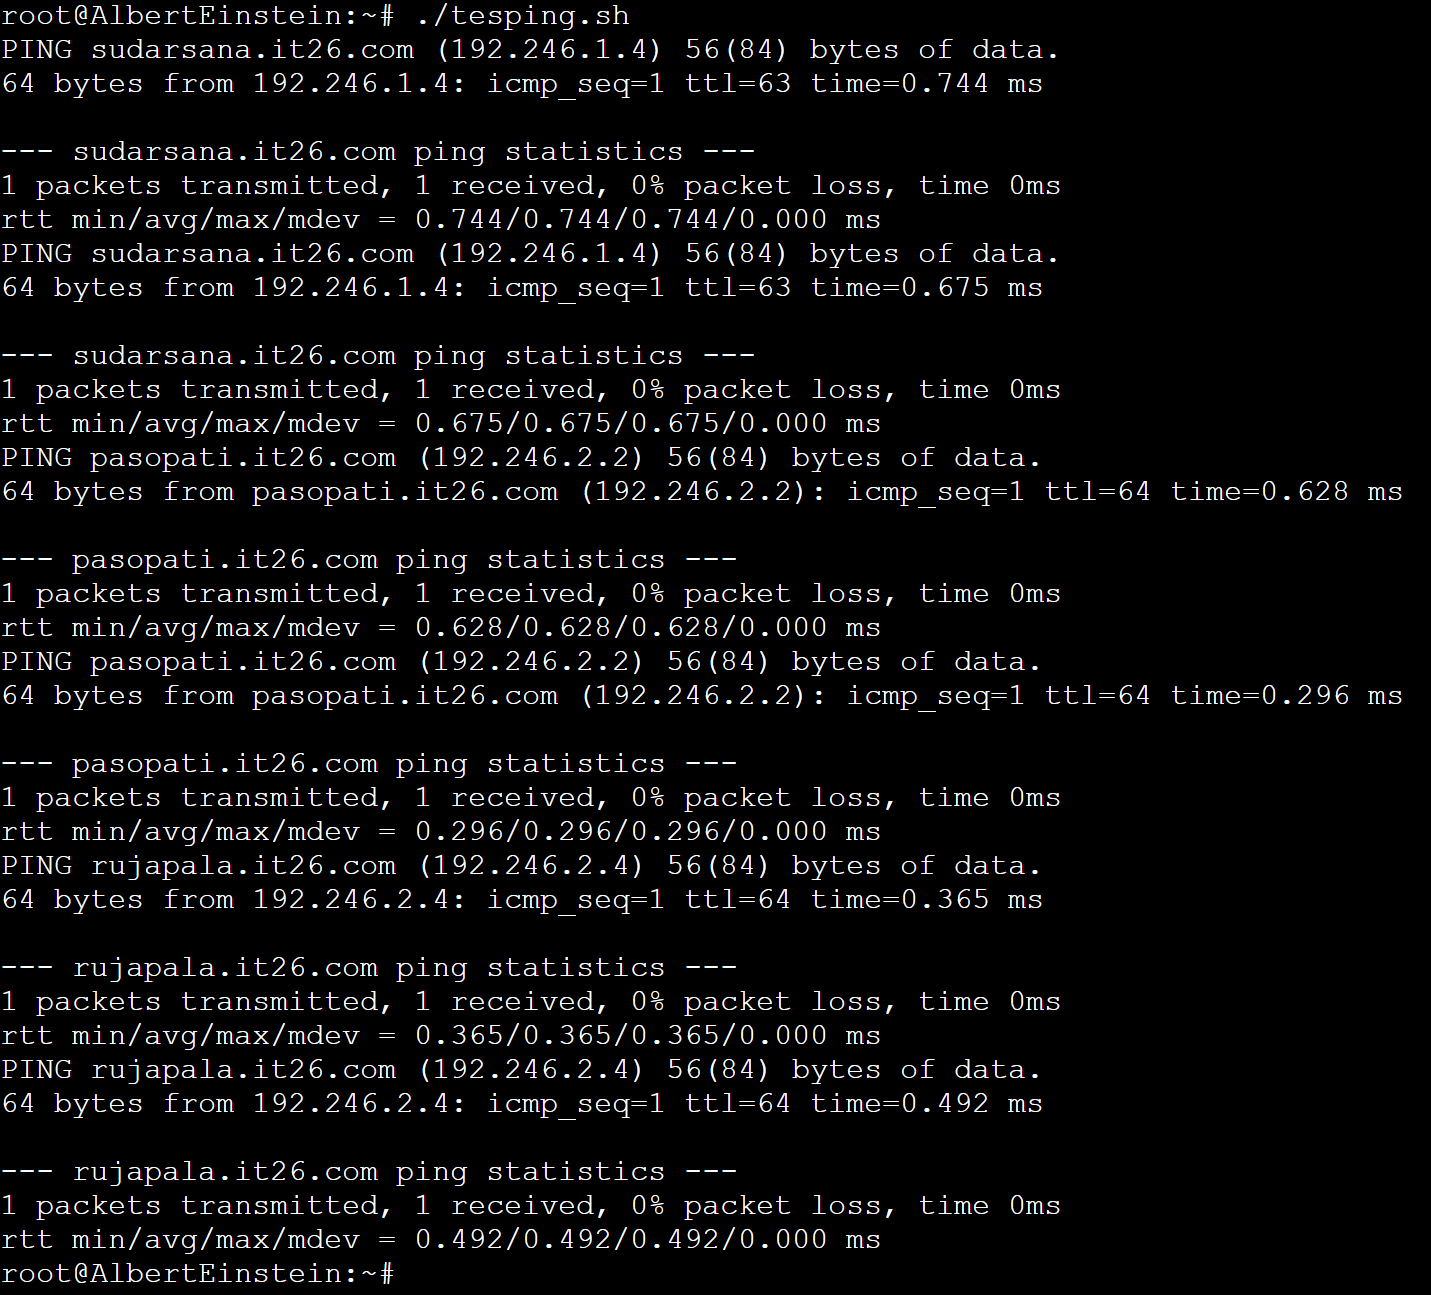 root@AlbertEinstein:~# ./tesping.sh
PING sudarsana.it26.com (192.246.1.4) 56(84) bytes of data.
64 bytes from 192.246.1.4: icmp_seq=1 ttl=63 time=0.744 ms

--- sudarsana.it26.com ping statistics ---
1 packets transmitted, 1 received, 0% packet loss, time 0ms
rtt min/avg/max/mdev = 0.744/0.744/0.744/0.000 ms
PING sudarsana.it26.com (192.246.1.4) 56(84) bytes of data.
64 bytes from 192.246.1.4: icmp_seq=1 ttl=63 time=0.675 ms

--- sudarsana.it26.com ping statistics ---
1 packets transmitted, 1 received, 0% packet loss, time 0ms
rtt min/avg/max/mdev = 0.675/0.675/0.675/0.000 ms
PING pasopati.it26.com (192.246.2.2) 56(84) bytes of data.
64 bytes from pasopati.it26.com (192.246.2.2): icmp_seq=1 ttl=64 time=0.628 ms

--- pasopati.it26.com ping statistics ---
1 packets transmitted, 1 received, 0% packet loss, time 0ms
rtt min/avg/max/mdev = 0.628/0.628/0.628/0.000 ms
PING pasopati.it26.com (192.246.2.2) 56(84) bytes of data.
64 bytes from pasopati.it26.com (192.246.2.2): icmp_seq=1 ttl=64 time=0.296 ms

--- pasopati.it26.com ping statistics ---
1 packets transmitted, 1 received, 0% packet loss, time 0ms
rtt min/avg/max/mdev = 0.296/0.296/0.296/0.000 ms
PING rujapala.it26.com (192.246.2.4) 56(84) bytes of data.
64 bytes from 192.246.2.4: icmp_seq=1 ttl=64 time=0.365 ms

--- rujapala.it26.com ping statistics ---
1 packets transmitted, 1 received, 0% packet loss, time 0ms
rtt min/avg/max/mdev = 0.365/0.365/0.365/0.000 ms
PING rujapala.it26.com (192.246.2.4) 56(84) bytes of data.
64 bytes from 192.246.2.4: icmp_seq=1 ttl=64 time=0.492 ms

--- rujapala.it26.com ping statistics ---
1 packets transmitted, 1 received, 0% packet loss, time 0ms
rtt min/avg/max/mdev = 0.492/0.492/0.492/0.000 ms
root@AlbertEinstein:~#